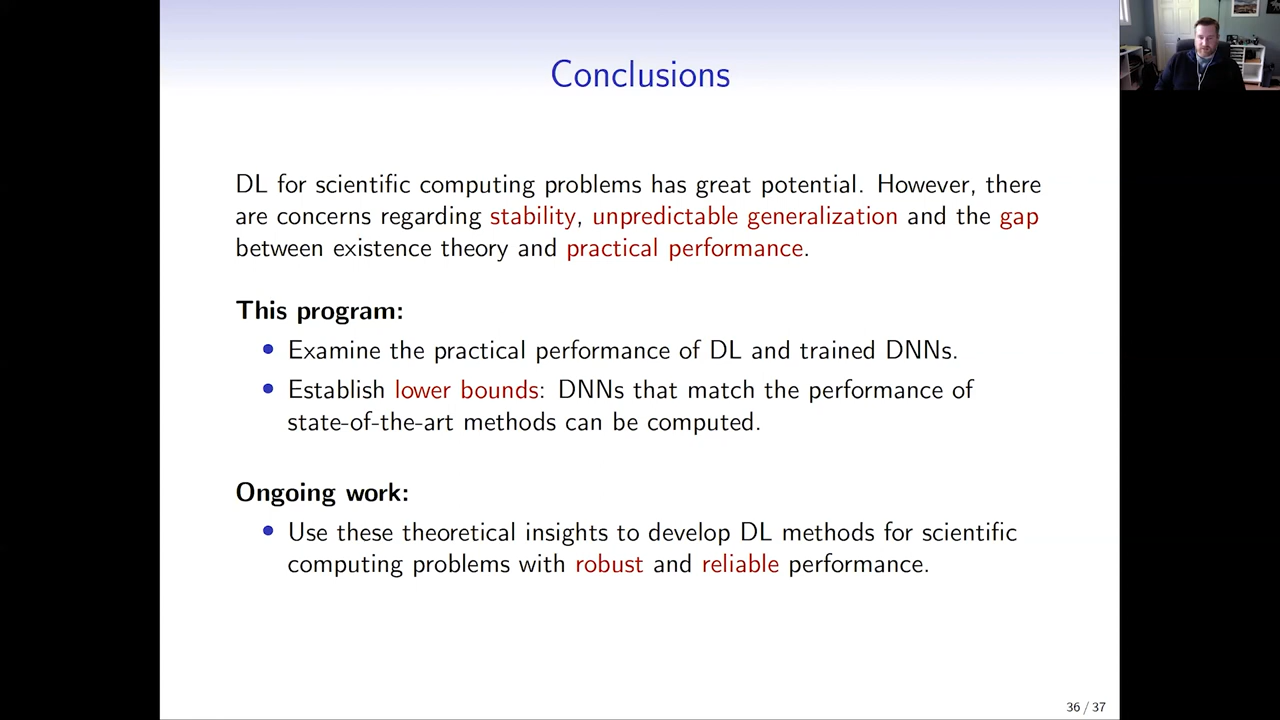 Conclusions
DL for scientific computing problems has great potential. However, there
are concerns regarding stability, unpredictable generalization and the gap
between existence theory and practical performance.
This program:
• Examine the practical performance of DL and trained DNNs.
• Establish lower bounds: DNNs that match the performance of
state-of-the-art methods can be computed.
Ongoing work:
• Use these theoretical insights to develop DL methods for scientific
computing problems with robust and reliable performance.
36 / 37